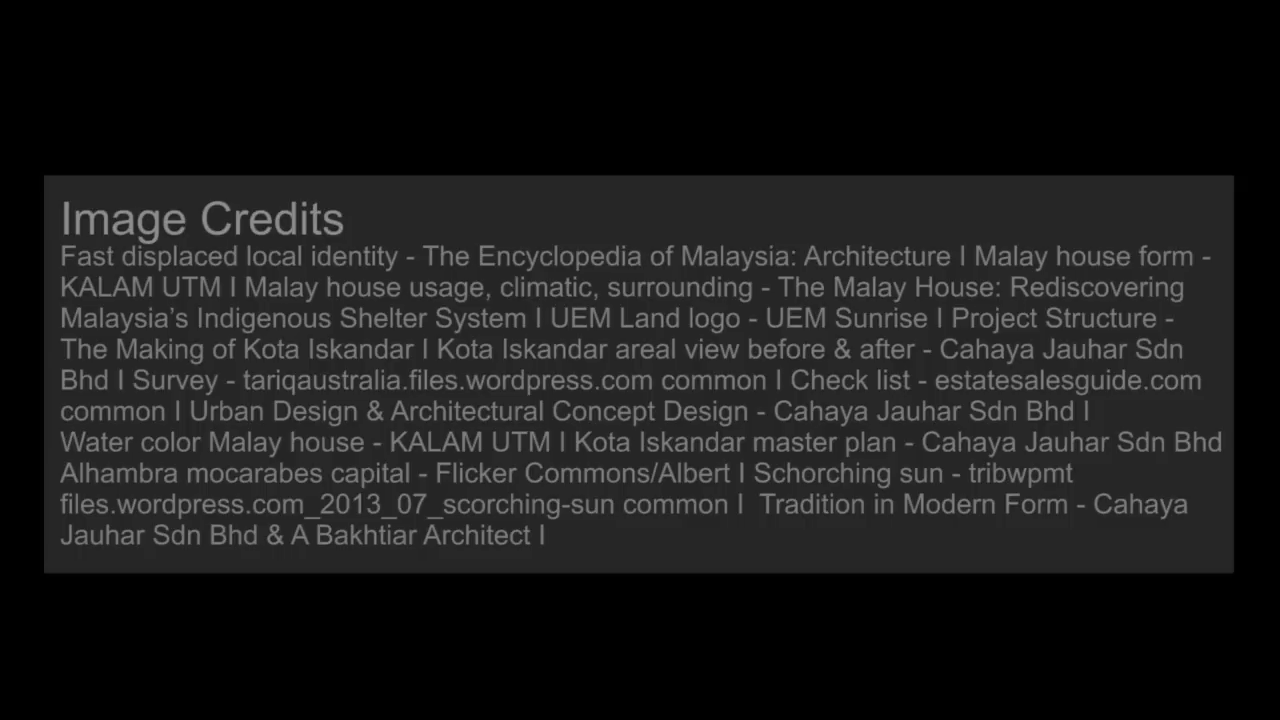 Image Credits
Fast displaced local identity - The Encyclopedia of Malaysia: Architecture I Malay house form -
KALAM UTM I Malay house usage, climatic, surrounding - The Malay House: Rediscovering
Malaysia’s Indigenous Shelter System I UEM Land logo - UEM Sunrise I Project Structure -
The Making of Kota Iskandar I Kota Iskandar areal view before & after - Cahaya Jauhar Sdn
Bhd I Survey - tariqaustralia.files.wordpress.com common I Check list - estatesalesguide.com
common I Urban Design & Architectural Concept Design - Cahaya Jauhar Sdn Bhd I
Water color Malay house - KALAM UTM I Kota Iskandar master plan - Cahaya Jauhar Sdn Bhd
Alhambra mocarabes capital - Flicker Commons/Albert I Schorching sun - tribwpmt
files.wordpress.com_2013_07_scorching-sun common I  Tradition in Modern Form - Cahaya
Jauhar Sdn Bhd & A Bakhtiar Architect I